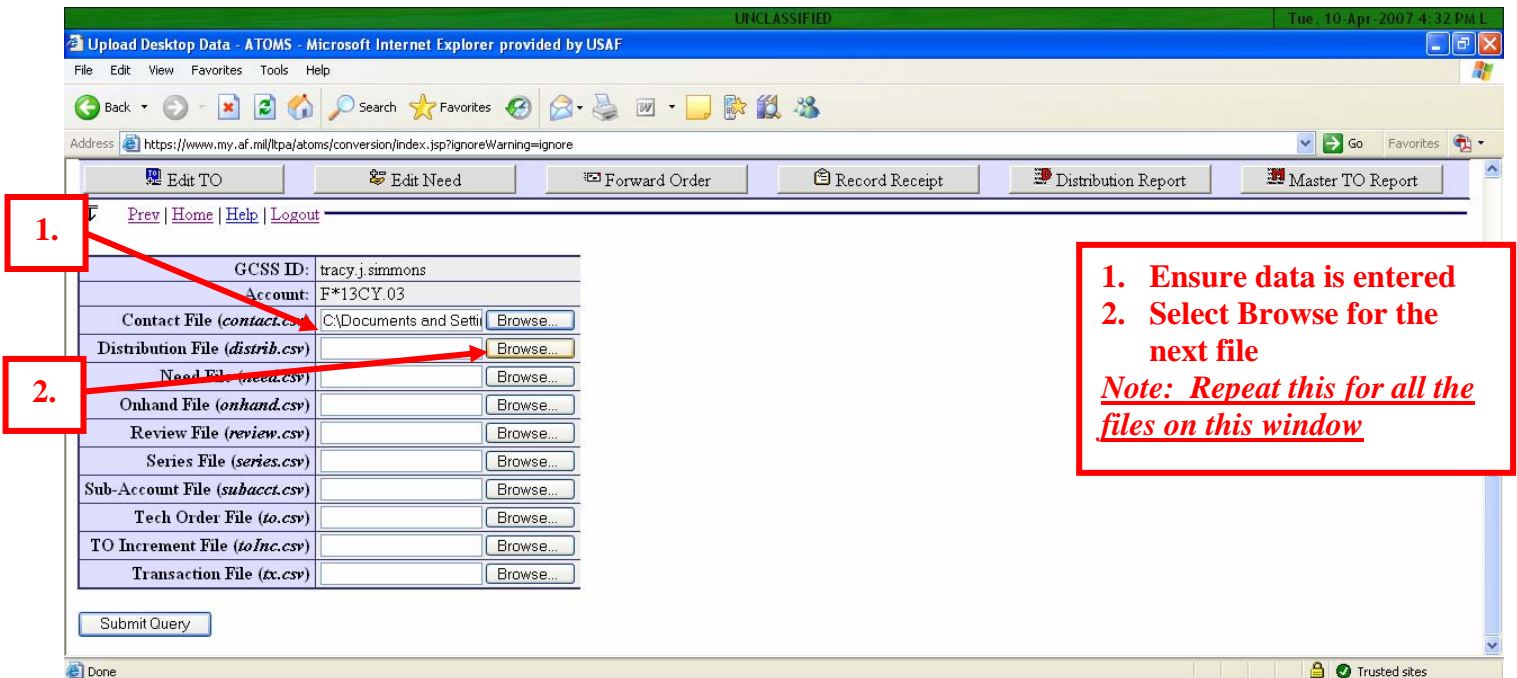 UNCLASSIFIED
Tue, 10-Apr-2007 4:32 PM L
Upload Desktop Data - ATOMS - Microsoft Internet Explorer provided by USAF
File Edit View Favorites Tools Help
Back Search Favorites
Address https://www.my.af.mil/ltpa/atoms/conversion/index.jsp?ignoreWarning=ignore Go Favorites
Edit TO Edit Need Forward Order Record Receipt Distribution Report Master TO Report
Prev | Home | Help | Logout
1.
GCSS ID: tracy.j.simmons
Account: F*13CY.03
Contact File (contact.csv) C:\Documents and Settin Browse...
Distribution File (distrib.csv) Browse...
Need File (need.csv) Browse...
2.
Onhand File (onhand.csv) Browse...
Review File (review.csv) Browse...
Series File (series.csv) Browse...
Sub-Account File (subacct.csv) Browse...
Tech Order File (to.csv) Browse...
TO Increment File (toInc.csv) Browse...
Transaction File (tx.csv) Browse...
Submit Query
1. Ensure data is entered
2. Select Browse for the
next file
Note: Repeat this for all the
files on this window
Done
Trusted sites